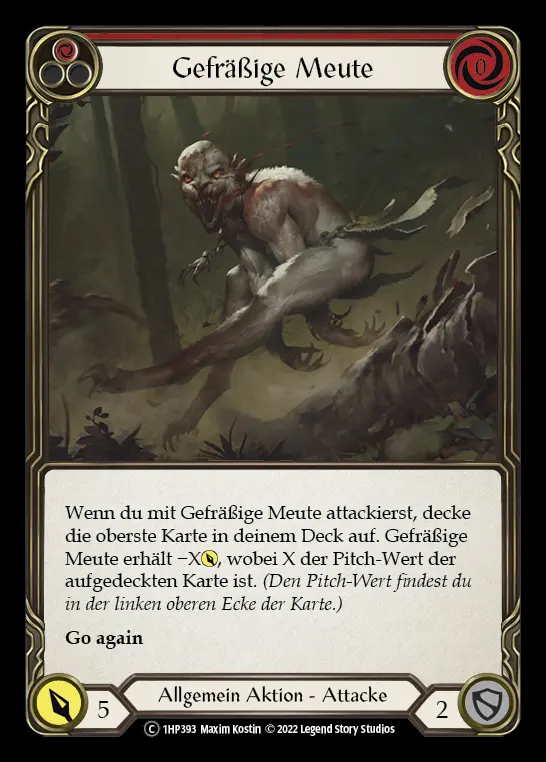 0
Gefräßige Meute
Wenn du mit Gefräßige Meute attackierst, decke
die oberste Karte in deinem Deck auf. Gefräßige
Meute erhält −X, wobei X der Pitch-Wert der
aufgedeckten Karte ist. (Den Pitch-Wert findest du
in der linken oberen Ecke der Karte.)
Go again
5
Allgemein Aktion - Attacke
2
C 1HP393 Maxim Kostin © 2022 Legend Story Studios